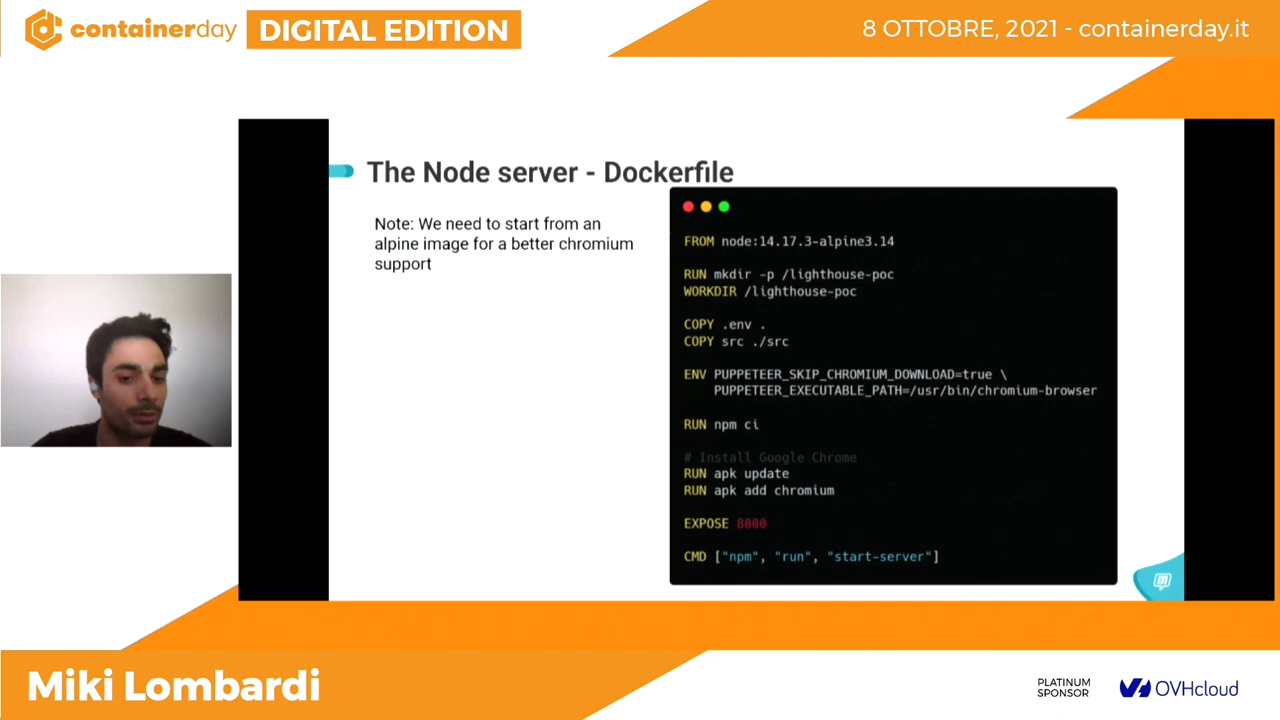 containerday DIGITAL EDITION
8 OTTOBRE, 2021 - containerday.it
The Node server - Dockerfile
Note: We need to start from an
alpine image for a better chromium
support
FROM node:14.17.3-alpine3.14
RUN mkdir -p /lighthouse-poc
WORKDIR /lighthouse-poc
COPY .env .
COPY src ./src
ENV PUPPETEER_SKIP_CHROMIUM_DOWNLOAD=true \
PUPPETEER_EXECUTABLE_PATH=/usr/bin/chromium-browser
RUN npm ci
# Install Google Chrome
RUN apk update
RUN apk add chromium
EXPOSE 8000
CMD ["npm", "run", "start-server"]
Miki Lombardi
PLATINUM
SPONSOR
OVHcloud